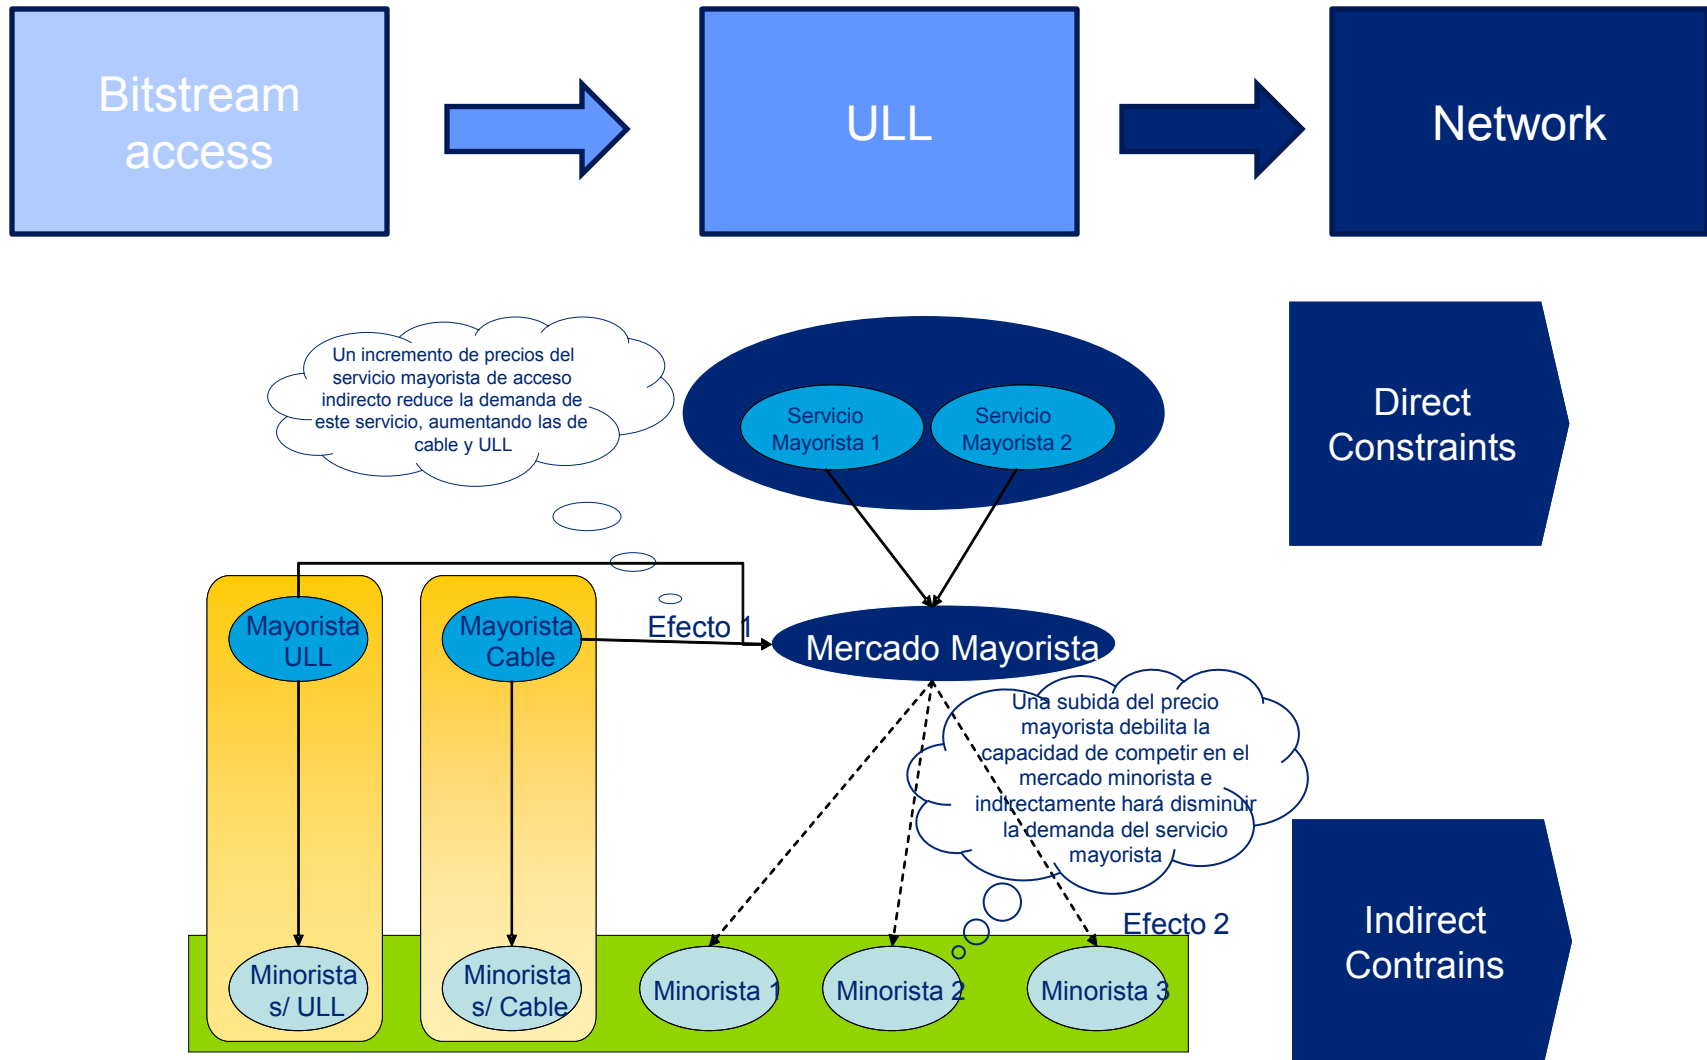 Bitstream
access
ULL
Network
Un incremento de precios del
servicio mayorista de acceso
indirecto reduce la demanda de
este servicio, aumentando las de
cable y ULL
Servicio
Mayorista 1
Servicio
Mayorista 2
Direct
Constraints
Mayorista
ULL
Mayorista
Cable
Efecto 1
Mercado Mayorista
Una subida del precio
mayorista debilita la
capacidad de competir en el
mercado minorista e
indirectamente hará disminuir
la demanda del servicio
mayorista
Efecto 2
Indirect
Contrains
Minorista
s/ ULL
Minorista
s/ Cable
Minorista 1
Minorista 2
Minorista 3